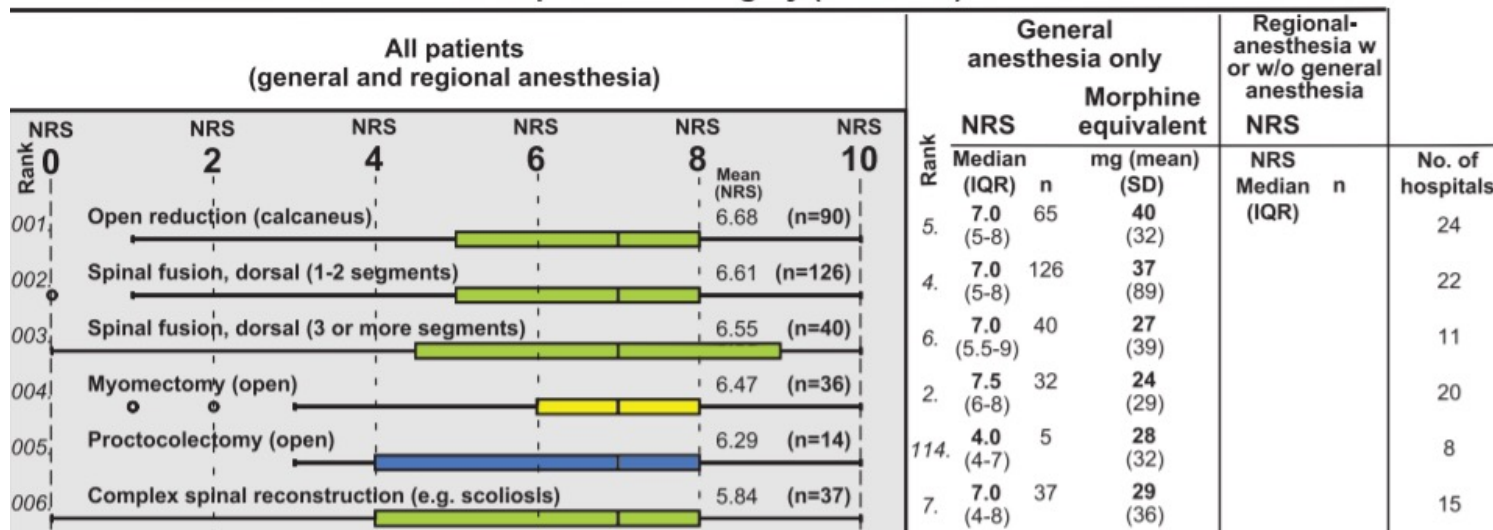 All patients
(general and regional anesthesia)
General
anesthesia only
Regional-
anesthesia w
or w/o general
anesthesia
NRS NRS NRS NRS NRS NRS
Rank 0 2 4 6 8 10
Mean
(NRS)
Rank
NRS
Morphine
equivalent
NRS
Median
(IQR) n
mg (mean)
(SD)
NRS
Median n
(IQR)
No. of
hospitals
001. Open reduction (calcaneus) 6.68 (n=90) 5. 7.0 65 40 24
(5-8) (32)
002. Spinal fusion, dorsal (1-2 segments) 6.61 (n=126) 4. 7.0 126 37 22
(5-8) (89)
003. Spinal fusion, dorsal (3 or more segments) 6.55 (n=40) 6. 7.0 40 27 11
(5.5-9) (39)
004. Myomectomy (open) 6.47 (n=36) 2. 7.5 32 24 20
(6-8) (29)
005. Proctocolectomy (open) 6.29 (n=14) 114. 4.0 5 28 8
(4-7) (32)
006. Complex spinal reconstruction (e.g. scoliosis) 5.84 (n=37) 7. 7.0 37 29 15
(4-8) (36)